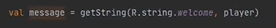 val message = getString(R.string.welcome, player)